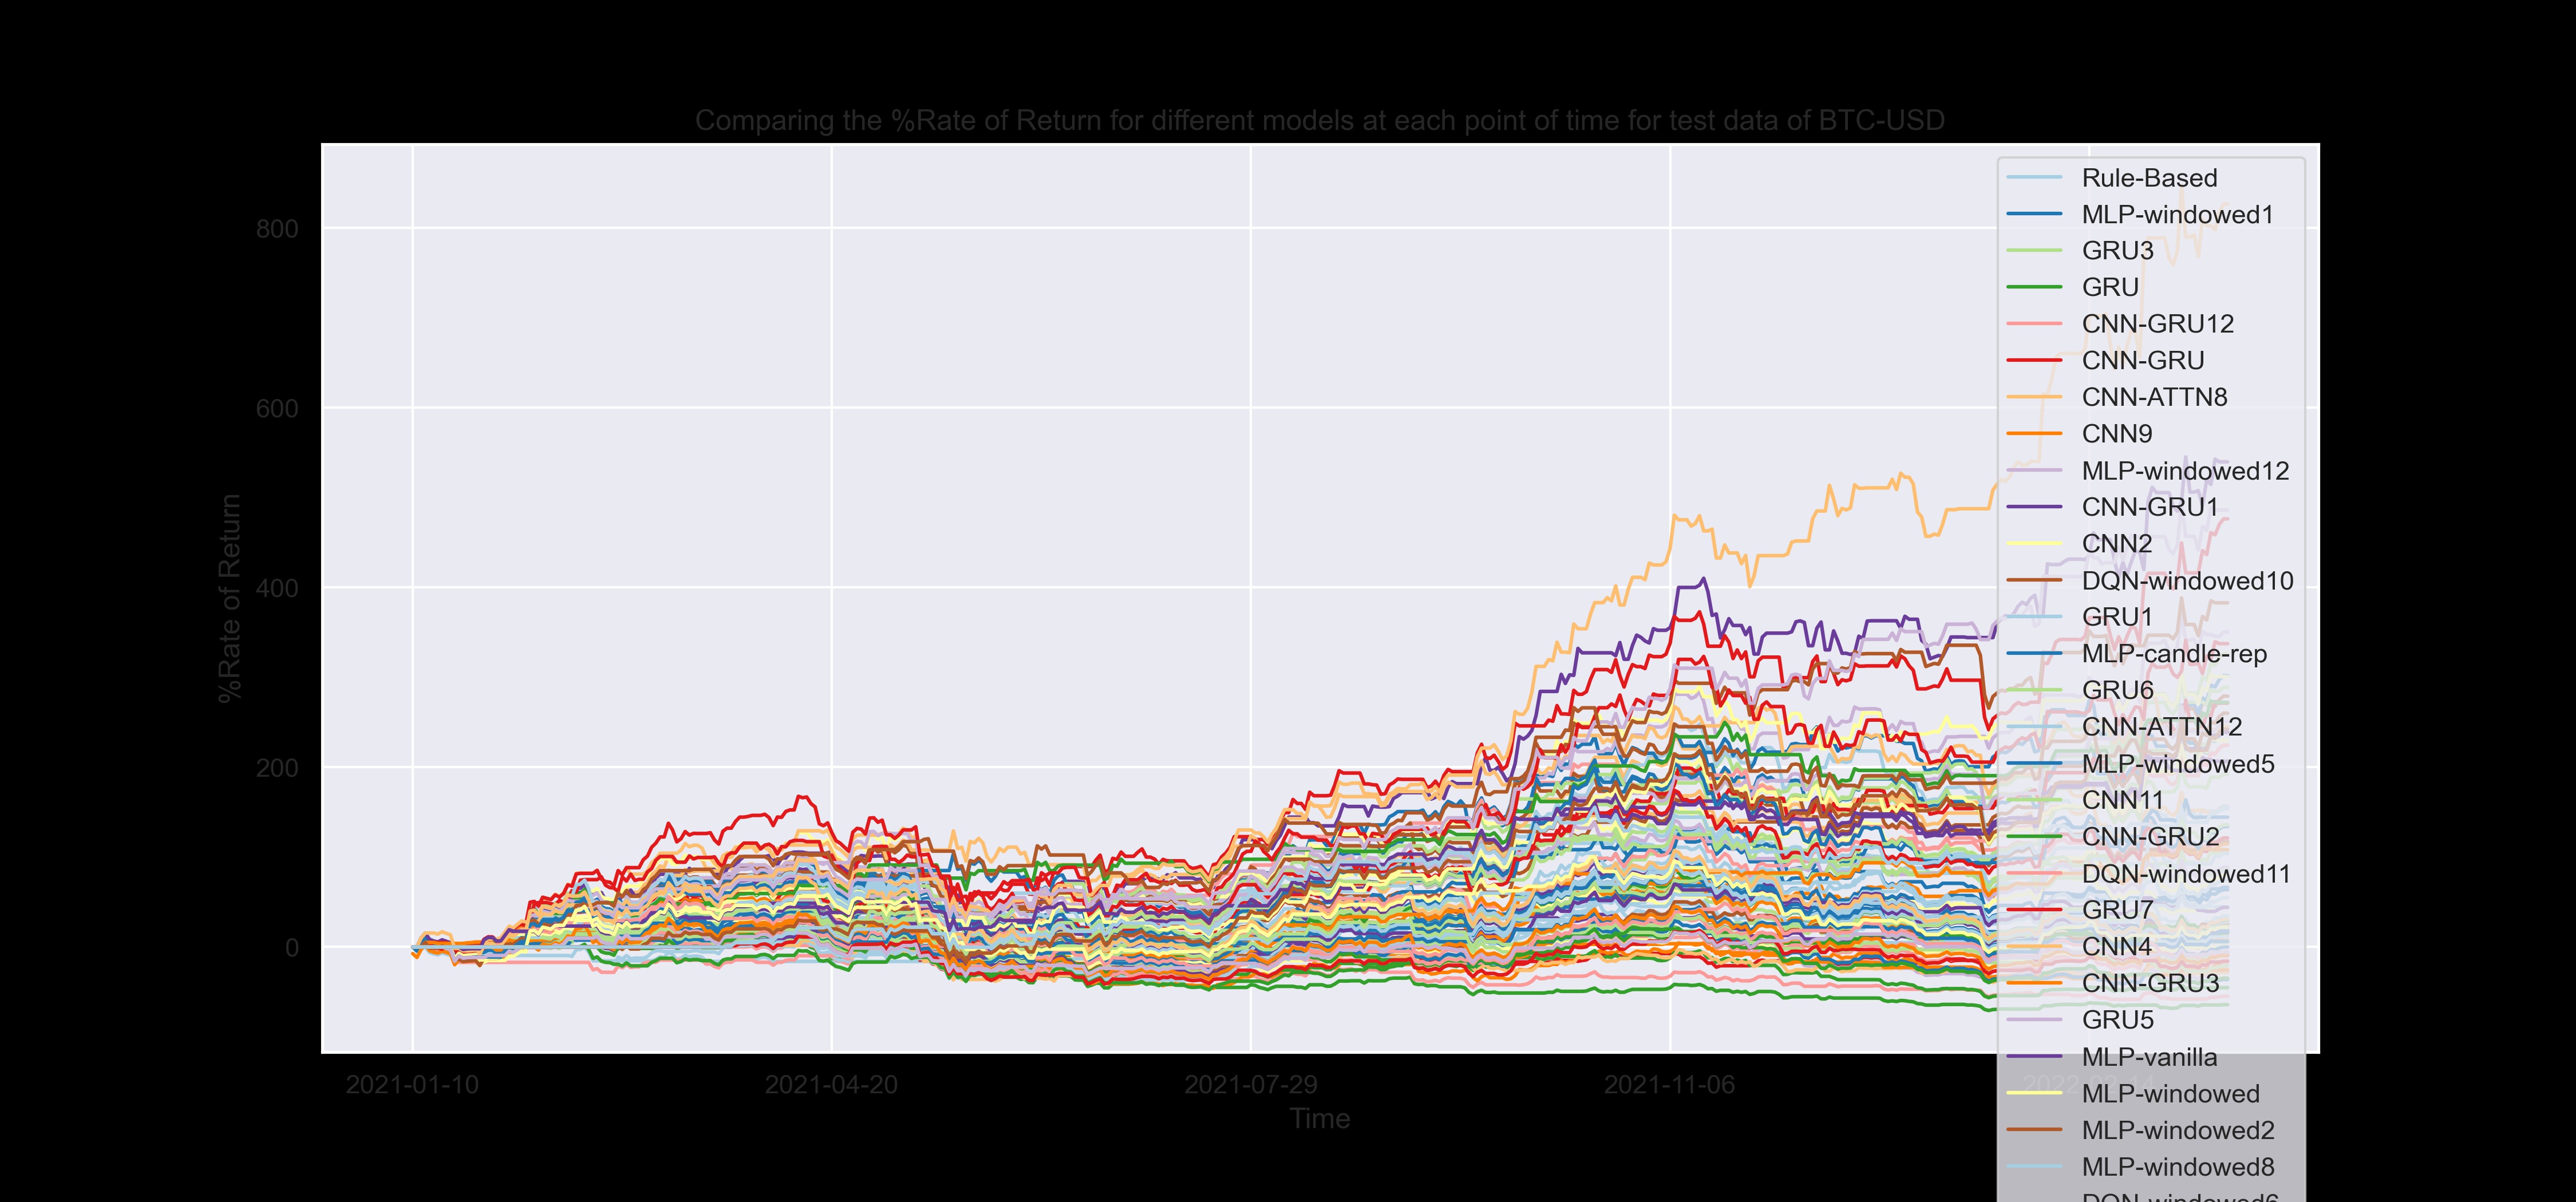 Comparing the %Rate of Return for different models at each point of time for test data of BTC-USD
%Rate of Return
800
600
400
200
0
2021-01-10
2021-04-20
2021-07-29
2021-11-06
Time
Rule-Based
MLP-windowed1
GRU3
GRU
CNN-GRU12
CNN-GRU
CNN-ATTN8
CNN9
MLP-windowed12
CNN-GRU1
CNN2
DQN-windowed10
GRU1
MLP-candle-rep
GRU6
CNN-ATTN12
MLP-windowed5
CNN11
CNN-GRU2
DQN-windowed11
GRU7
CNN4
CNN-GRU3
GRU5
MLP-vanilla
MLP-windowed
MLP-windowed2
MLP-windowed8